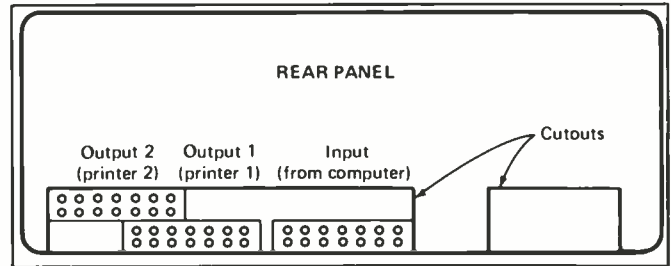 REAR PANEL
Cutouts
Output 2
(printer 2)
Output 1
(printer 1)
Input
(from computer)